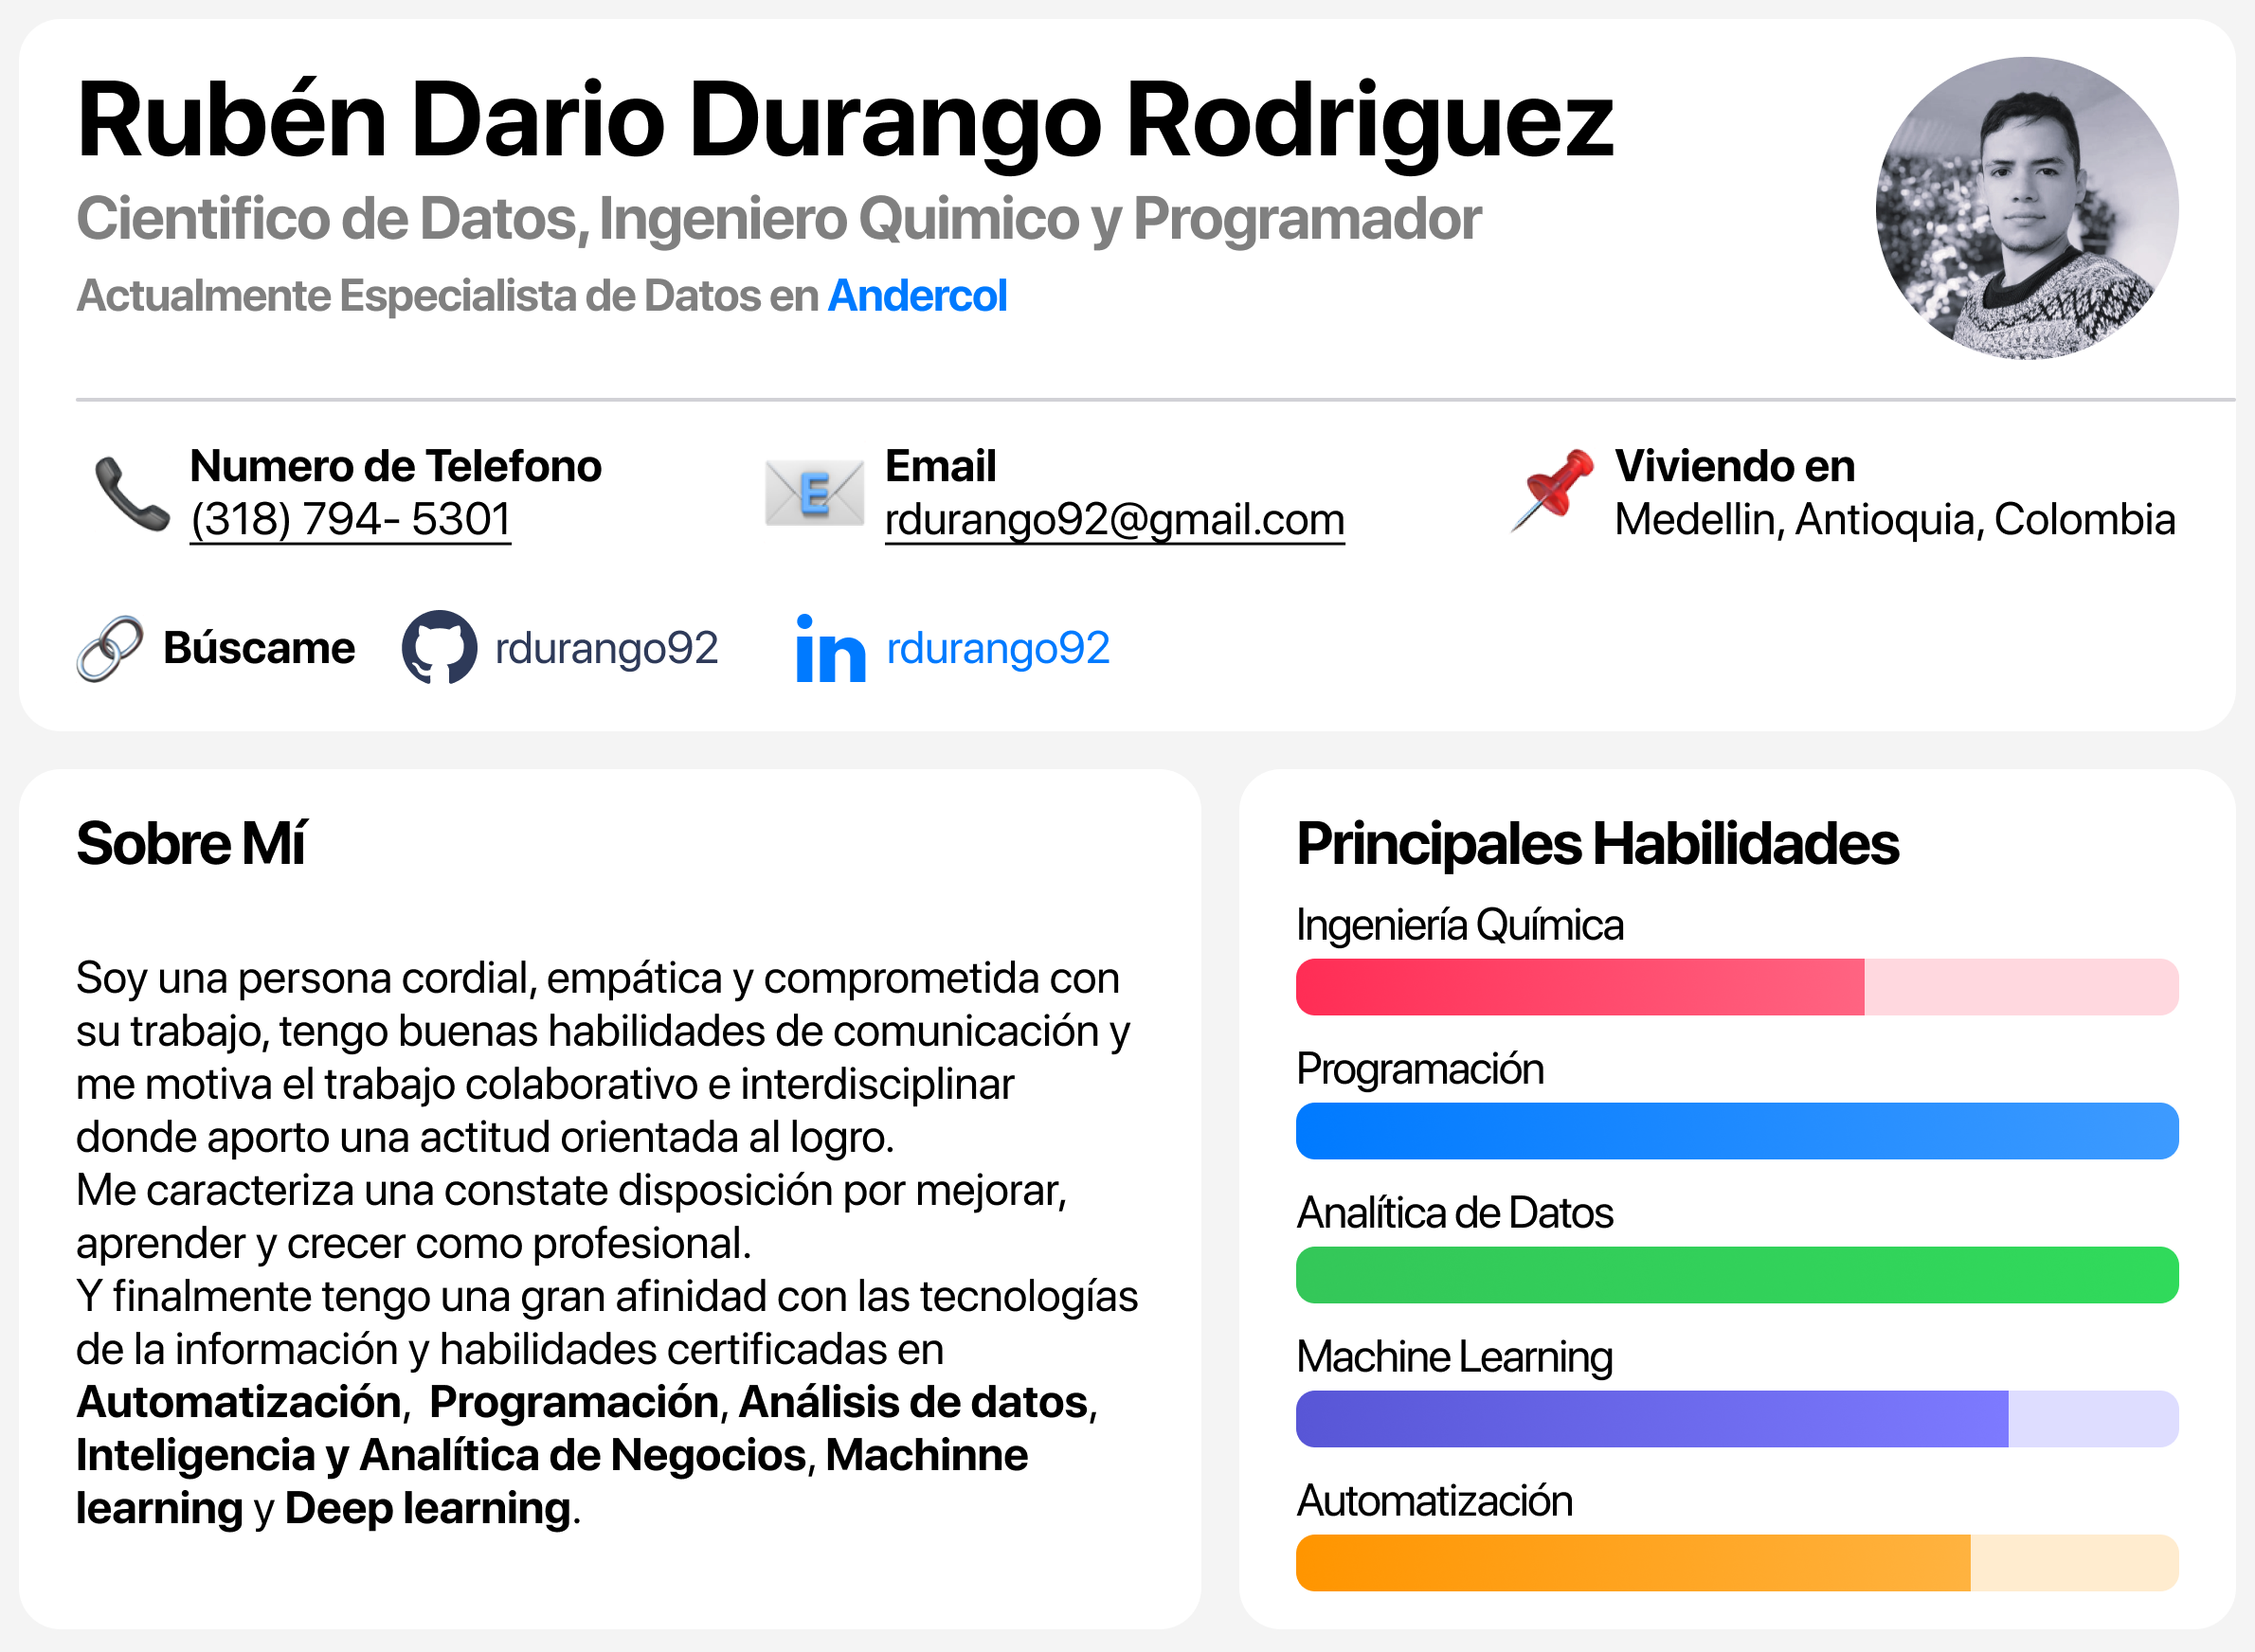 Rubén Dario Durango Rodriguez
Cientifico de Datos, Ingeniero Quimico y Programador
Actualmente Especialista de Datos en Andercol
Numero de Telefono
(318) 794- 5301
Email
rdurango92@gmail.com
Viviendo en
Medellin, Antioquia, Colombia
Búscame
rdurango92
in rdurango92
Sobre Mí
Soy una persona cordial, empática y comprometida con
su trabajo, tengo buenas habilidades de comunicación y
me motiva el trabajo colaborativo e interdisciplinar
donde aporto una actitud orientada al logro.
Me caracteriza una constate disposición por mejorar,
aprender y crecer como profesional.
Y finalmente tengo una gran afinidad con las tecnologías
de la información y habilidades certificadas en
Automatización,  Programación, Análisis de datos,
Inteligencia y Analítica de Negocios, Machinne
learning y Deep learning.
Principales Habilidades
Ingeniería Química
Programación
Analítica de Datos
Machine Learning
Automatización